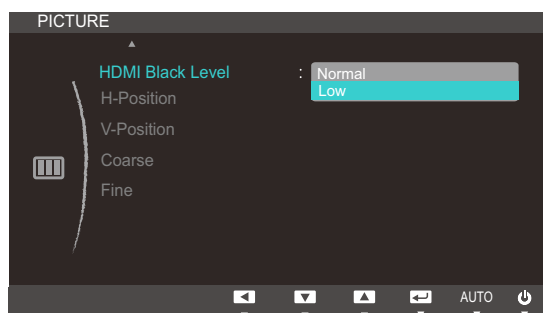 PICTURE
HDMI Black Level : Normal
Low
H-Position
V-Position
Coarse
Fine
AUTO